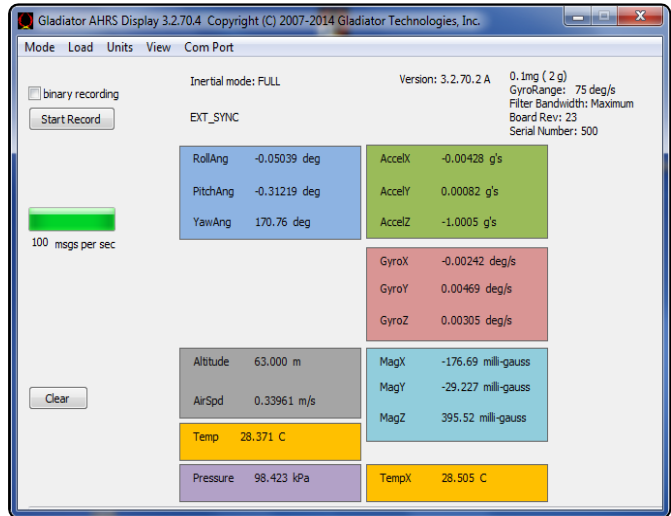 Gladiator AHRS Display 3.2.70.4 Copyright (C) 2007-2014 Gladiator Technologies, Inc.
Mode Load Units View Com Port
binary recording
Start Record
Inertial mode: FULL
EXT_SYNC
Version: 3.2.70.2 A
0.1mg ( 2 g)
GyroRange: 75 deg/s
Filter Bandwidth: Maximum
Board Rev: 23
Serial Number: 500
RollAng -0.05039 deg
PitchAng -0.31219 deg
YawAng 170.76 deg
AccelX -0.00428 g's
AccelY 0.00082 g's
AccelZ -1.0005 g's
100 msgs per sec
GyroX -0.00242 deg/s
GyroY 0.00469 deg/s
GyroZ 0.00305 deg/s
Altitude 63.000 m
AirSpd 0.33961 m/s
MagX -176.69 milli-gauss
MagY -29.227 milli-gauss
MagZ 395.52 milli-gauss
Clear
Temp 28.371 C
Pressure 98.423 kPa
TempX 28.505 C